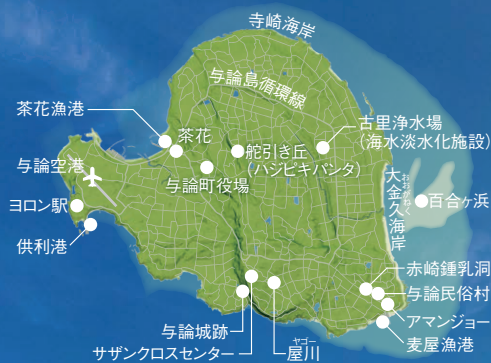 寺崎海岸
与論島循環線
茶花漁港
茶花
与論空港
与論町役場
舵引き丘
(ハジピキパンタ)
古里浄水場
(海水淡水化施設)
おおがねく
大金久海岸
百合ヶ浜
ヨロン駅
供利港
赤崎鍾乳洞
与論民俗村
アマンジョー
麦屋漁港
与論城跡
サザンクロスセンター
ヤゴー
屋川